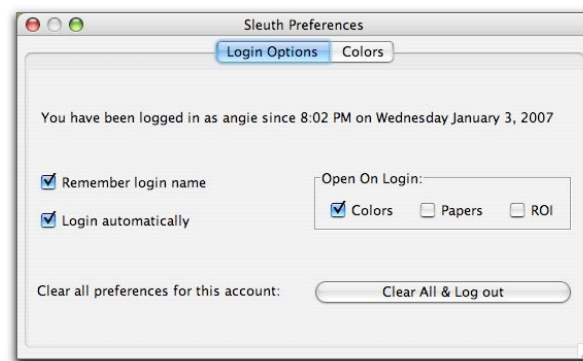 Sleuth Preferences
Login Options Colors
You have been logged in as angie since 8:02 PM on Wednesday January 3, 2007
Remember login name
Login automatically
Open On Login:
Colors Papers ROI
Clear all preferences for this account:
Clear All & Log out